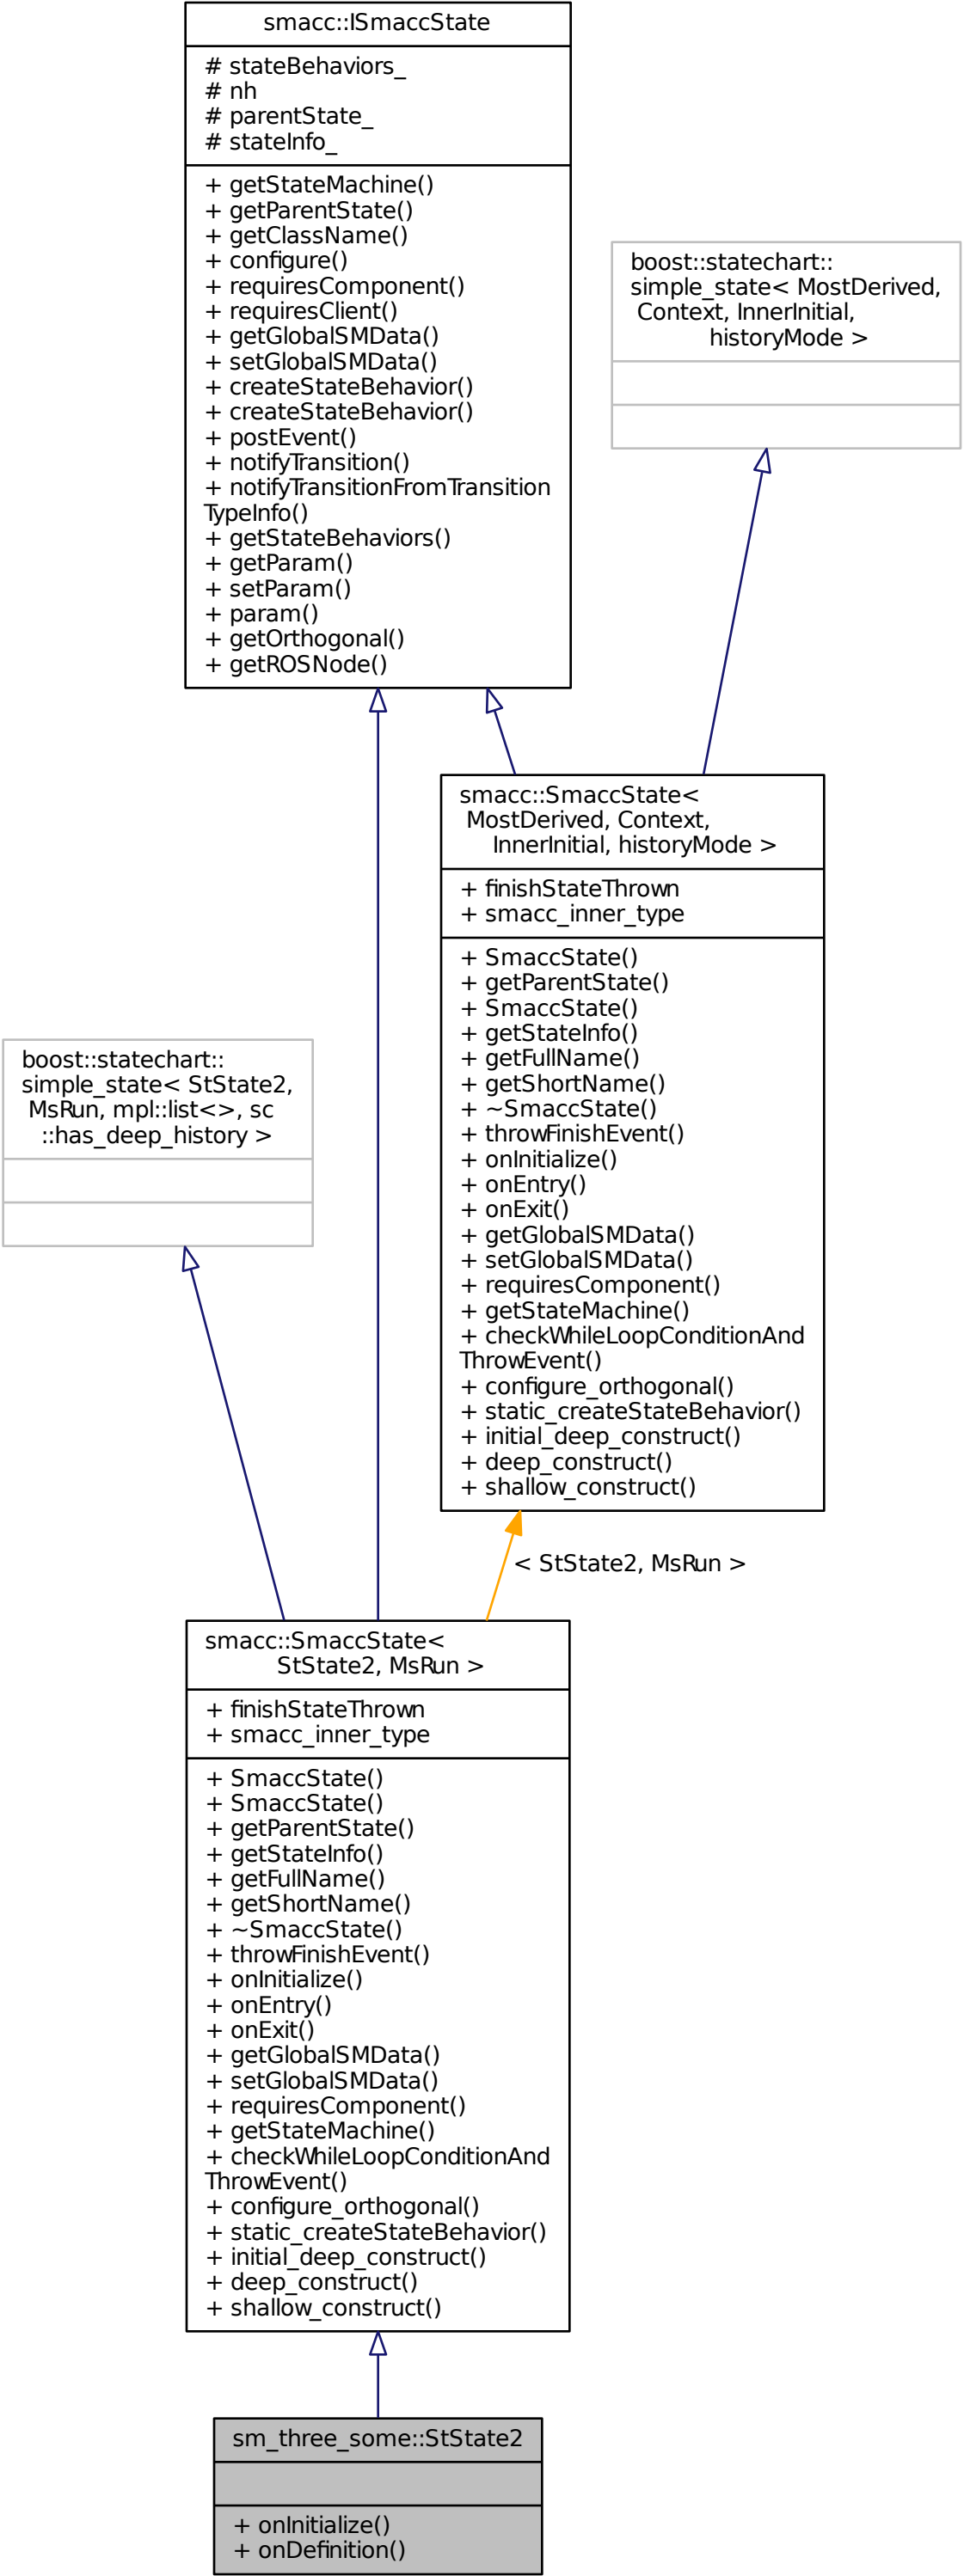 smacc::ISmaccState
# stateBehaviors_
# nh
# parentState_
# stateInfo_
+ getStateMachine()
+ getParentState()
+ getClassName()
+ configure()
+ requiresComponent()
+ requiresClient()
+ getGlobalSMData()
+ setGlobalSMData()
+ createStateBehavior()
+ createStateBehavior()
+ postEvent()
+ notifyTransition()
+ notifyTransitionFromTransition
TypeInfo()
+ getStateBehaviors()
+ getParam()
+ setParam()
+ param()
+ getOrthogonal()
+ getROSNode()
boost::statechart::
simple_state< MostDerived,
Context, InnerInitial,
historyMode >
smacc::SmaccState<
MostDerived, Context,
InnerInitial, historyMode >
+ finishStateThrown
+ smacc_inner_type
+ SmaccState()
+ getParentState()
+ SmaccState()
+ getStateInfo()
+ getFullName()
+ getShortName()
+ ~SmaccState()
+ throwFinishEvent()
+ onInitialize()
+ onEntry()
+ onExit()
+ getGlobalSMData()
+ setGlobalSMData()
+ requiresComponent()
+ getStateMachine()
+ checkWhileLoopConditionAnd
ThrowEvent()
+ configure_orthogonal()
+ static_createStateBehavior()
+ initial_deep_construct()
+ deep_construct()
+ shallow_construct()
boost::statechart::
simple_state< StState2,
MsRun, mpl::list<>, sc
::has_deep_history >
< StState2, MsRun >
smacc::SmaccState<
StState2, MsRun >
+ finishStateThrown
+ smacc_inner_type
+ SmaccState()
+ SmaccState()
+ getParentState()
+ getStateInfo()
+ getFullName()
+ getShortName()
+ ~SmaccState()
+ throwFinishEvent()
+ onInitialize()
+ onEntry()
+ onExit()
+ getGlobalSMData()
+ setGlobalSMData()
+ requiresComponent()
+ getStateMachine()
+ checkWhileLoopConditionAnd
ThrowEvent()
+ configure_orthogonal()
+ static_createStateBehavior()
+ initial_deep_construct()
+ deep_construct()
+ shallow_construct()
sm_three_some::StState2
+ onInitialize()
+ onDefinition()